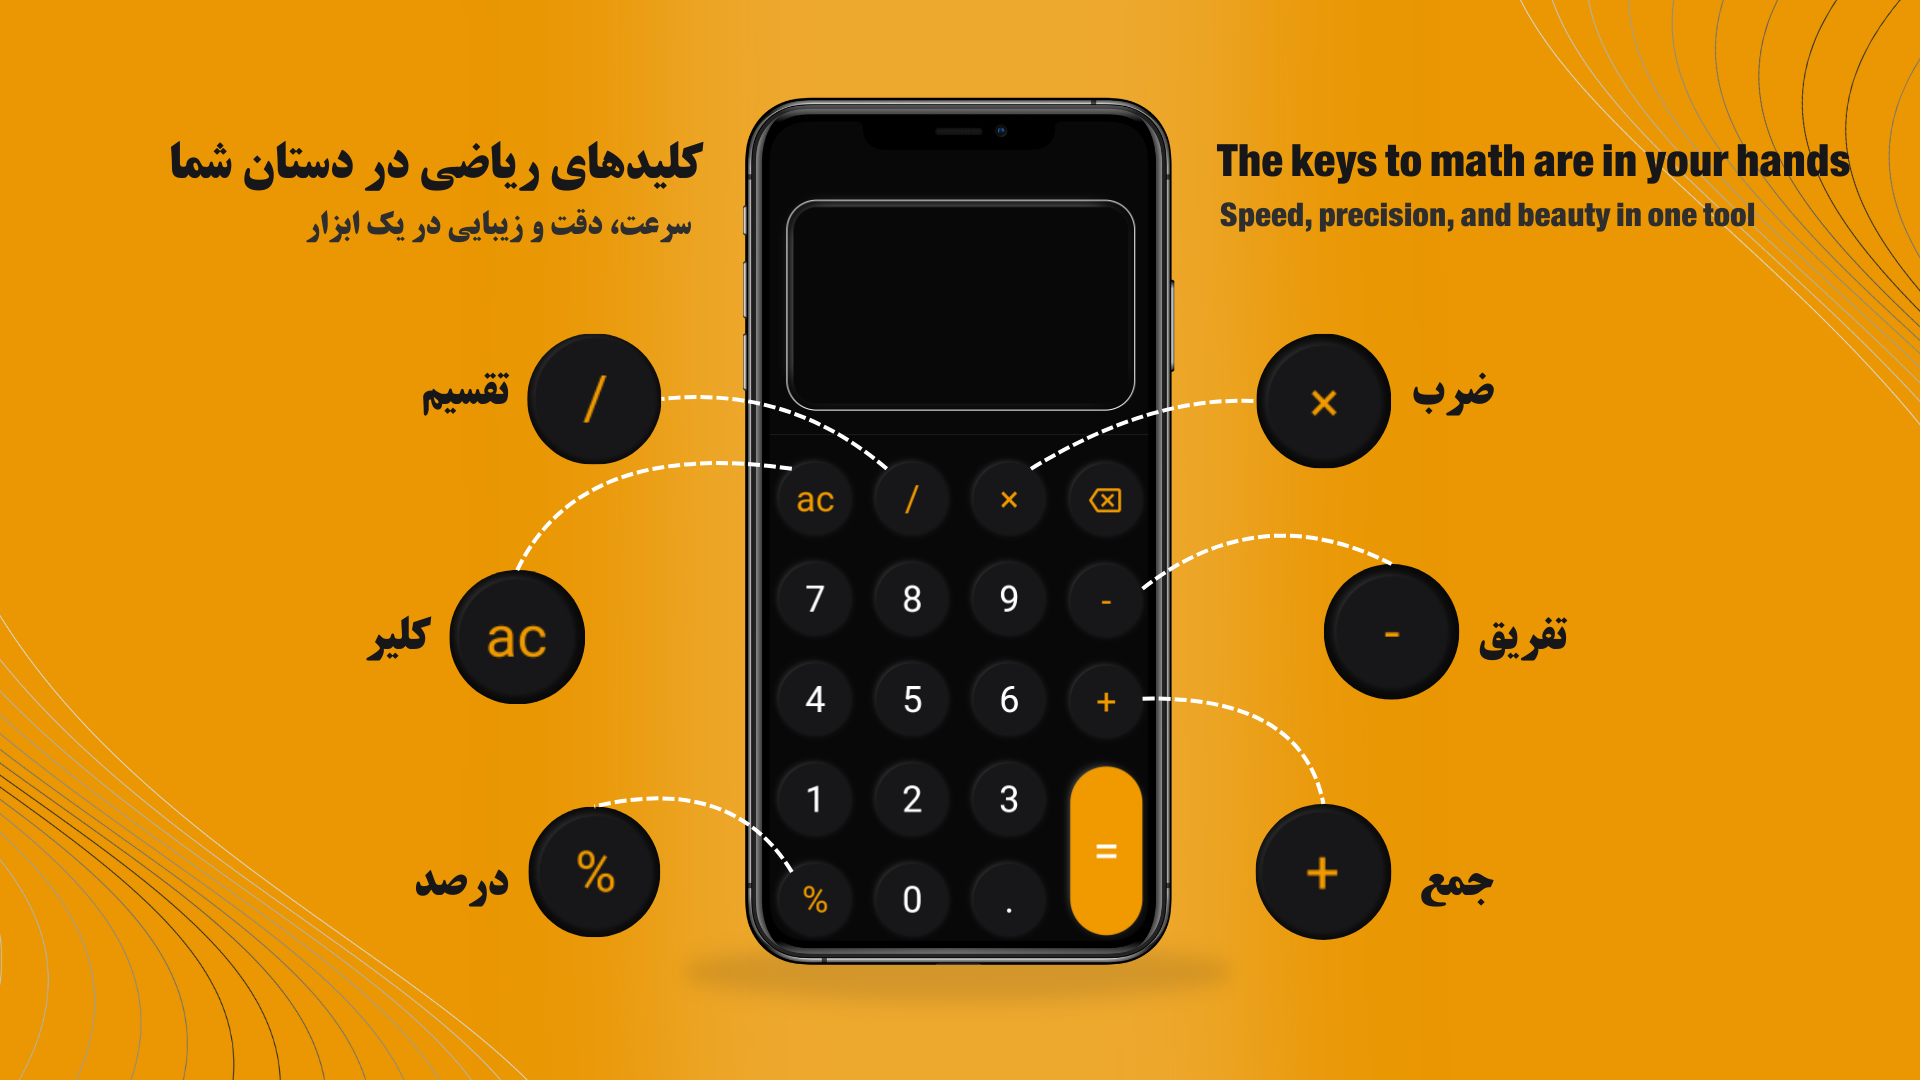 کلیدهای ریاضی در دستان شما
سرعت، دقت و زیبایی در یک ابزار
The keys to math are in your hands
Speed, precision, and beauty in one tool
تقسیم
/
×
ضرب
ac / ×
کلیر
ac
7 8 9 -
-
تفریق
4 5 6 +
1 2 3
=
درصد
%
% 0 .
+
جمع